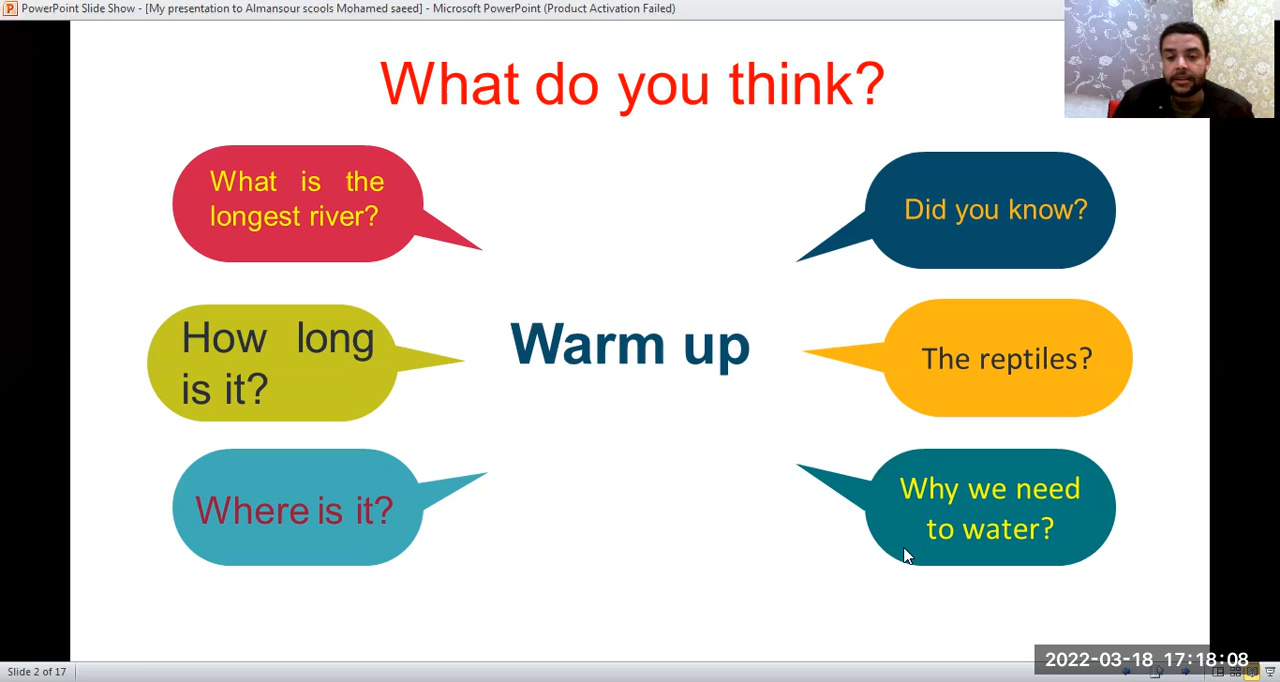 PowerPoint Slide Show - [My presentation to Almansour scools Mohamed saeed] - Microsoft PowerPoint (Product Activation Failed)
What do you think?
What is the
longest river?
Did you know?
How long
is it?
Warm up
The reptiles?
Where is it?
Why we need
to water?
2022-03-18 17:18:08
Slide 2 of 17